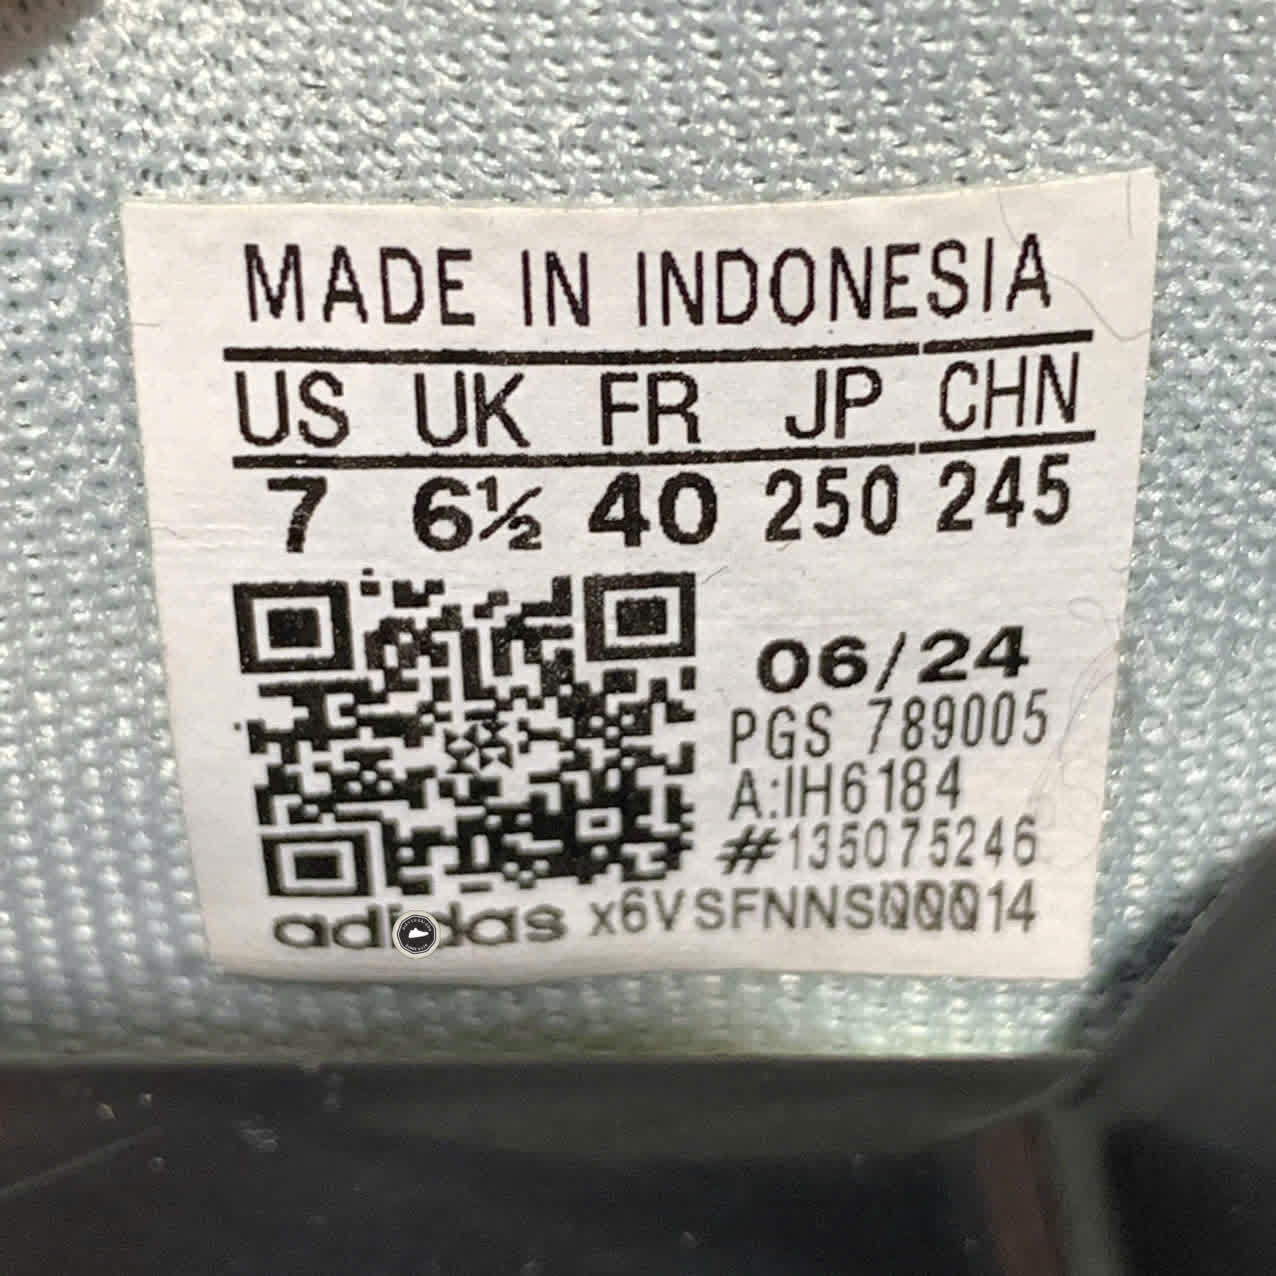 MADE IN INDONESIA
US UK FR JP CHN
7 6½ 40 250 245
06/24
PGS 789005
A:IH6184
#135075246
adidas x6VSFNNS00014